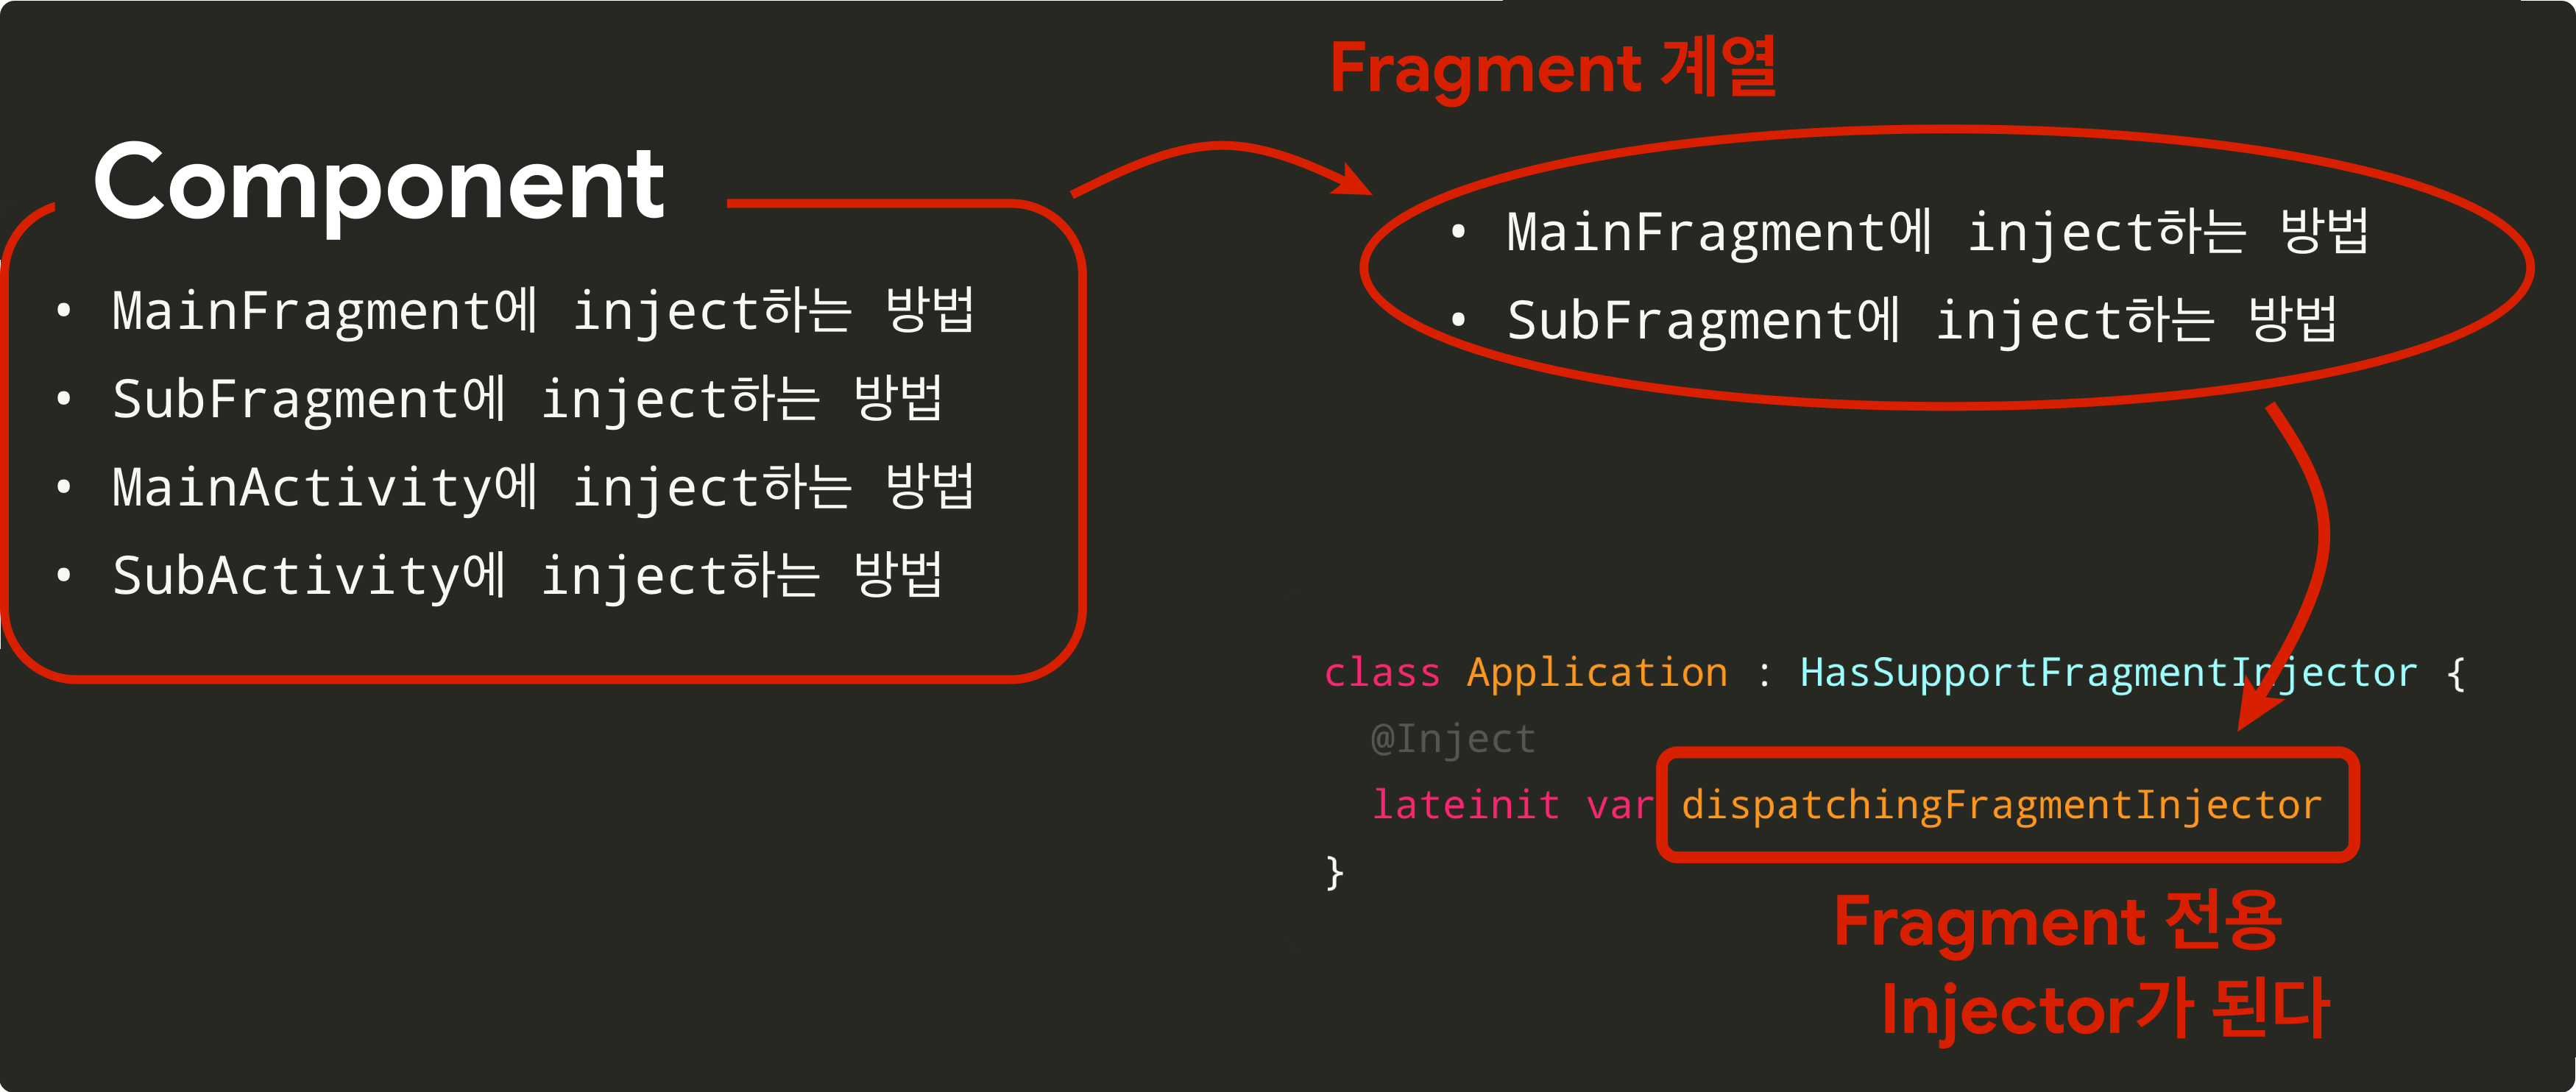 Component
• MainFragment에 inject하는 방법
• SubFragment에 inject하는 방법
• MainActivity에 inject하는 방법
• SubActivity에 inject하는 방법
Fragment 계열
• MainFragment에 inject하는 방법
• SubFragment에 inject하는 방법
class Application : HasSupportFragmentInjector {
@Inject
lateinit var dispatchingFragmentInjector
}
Fragment 전용
Injector가 된다